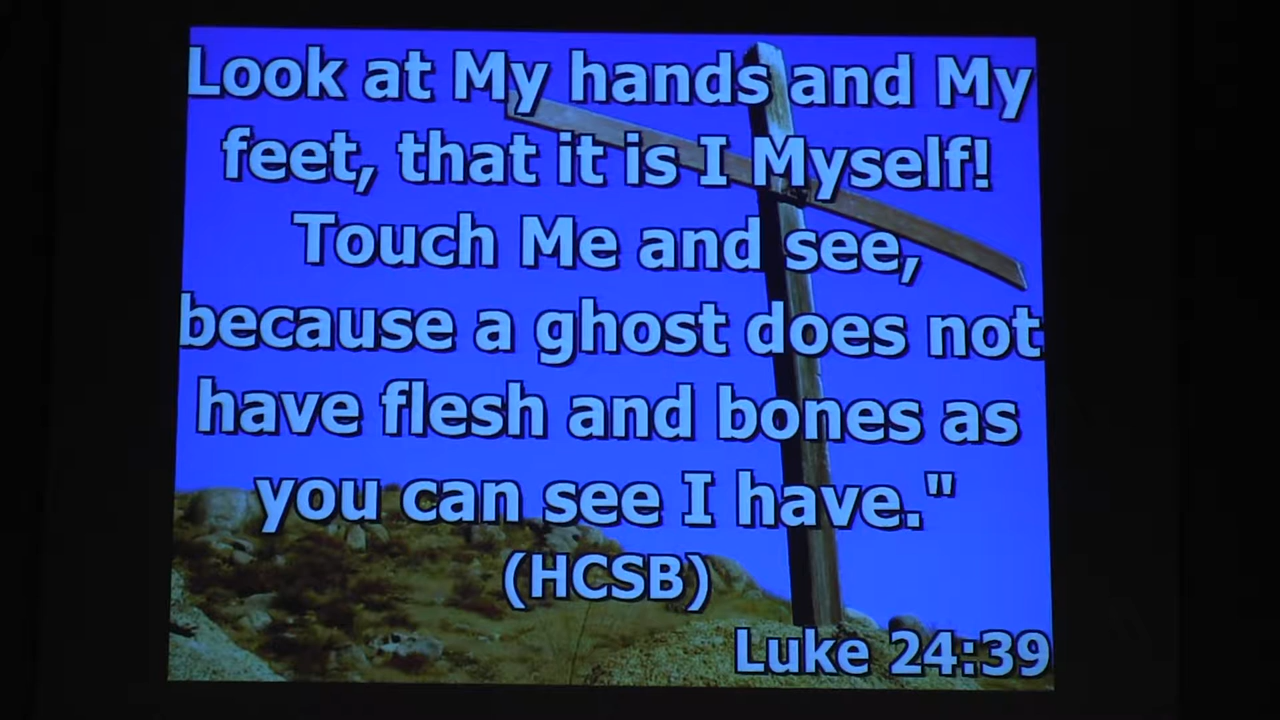 Look at My hands and My
feet, that it is I Myself!
Touch Me and see,
because a ghost does not
have flesh and bones as
you can see I have."
(HCSB)
Luke 24:39